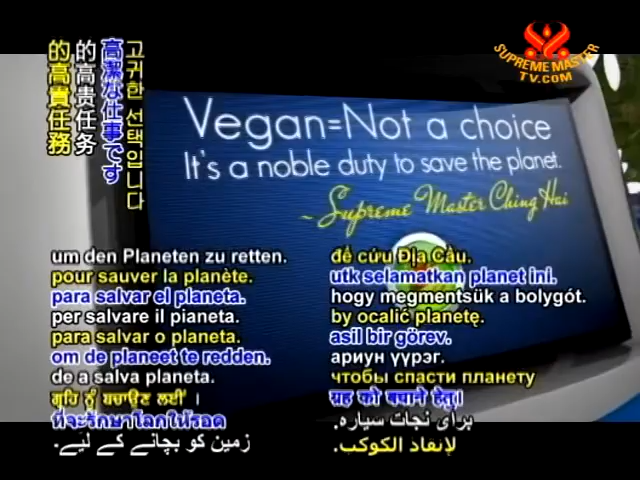 的高貴任務
的高贵任务
高潔な仕事です
고귀한 선택입니다
SUPREME MASTER
TV.COM
Vegan=Not a choice
It's a noble duty to save the planet.
~Supreme Master Ching Hai
um den Planeten zu retten.
pour sauver la planète.
para salvar el planeta.
per salvare il pianeta.
para salvar o planeta.
om de planeet te redden.
de a salva planeta.
ਗ੍ਰਹਿ ਨੂੰ ਬਚਾਉਣ ਲਈ ।
ที่จะรักษาโลกให้รอด
زمین کو بچانے کے لیے۔
để cứu Địa Cầu.
utk selamatkan planet ini.
hogy megmentsük a bolygót.
by ocalić planetę.
asil bir görev.
ариун үүрэг.
чтобы спасти планету
ग्रह को बचाने हेतु।
برای نجات سیاره.
لإنقاذ الكوكب.